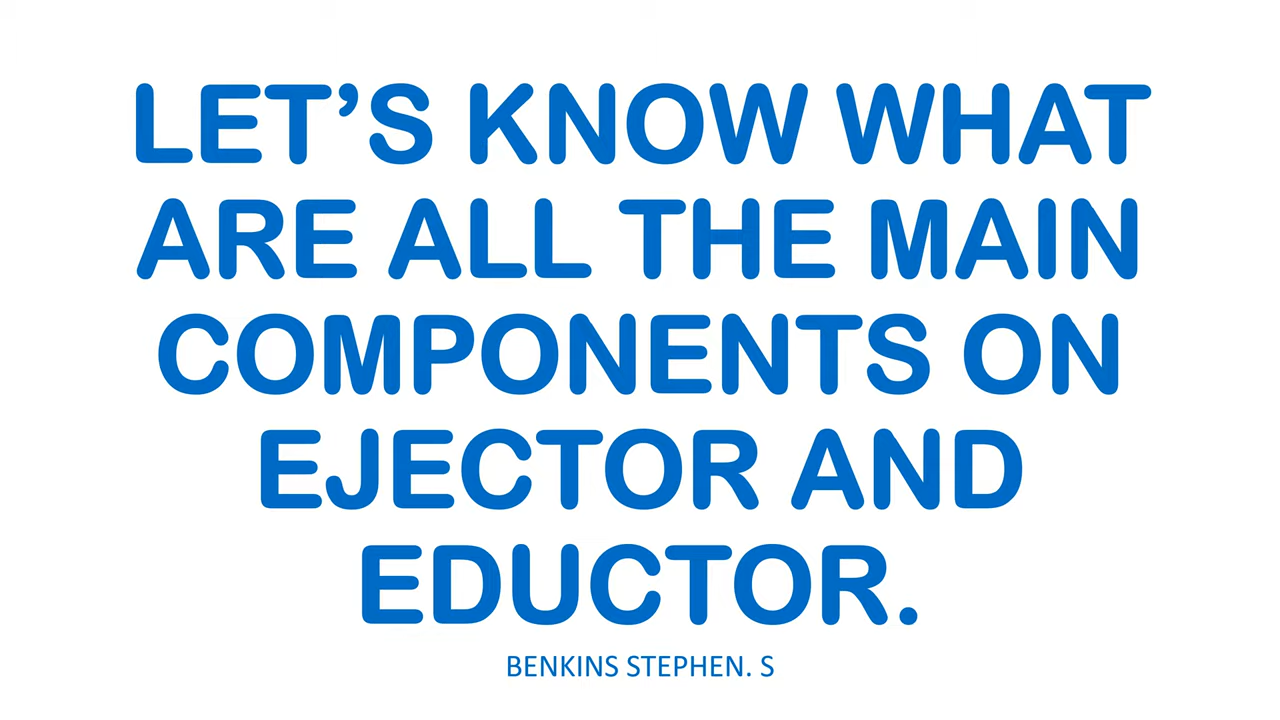 LET’S KNOW WHAT
ARE ALL THE MAIN
COMPONENTS ON
EJECTOR AND
EDUCTOR.
BENKINS STEPHEN. S